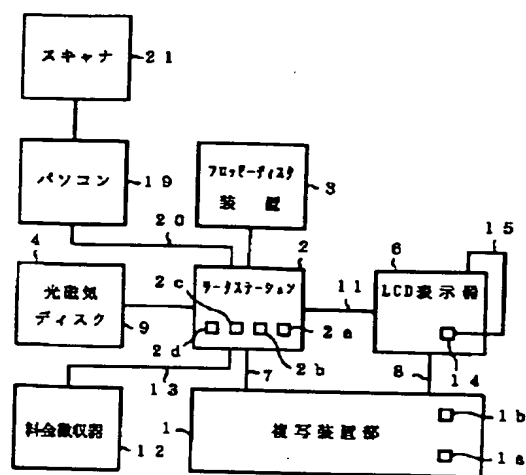 スキャナ
21
パソコン
19
フロッピーディスク
装置
3
20
2
4
光磁気
ディスク
9
2c
2d
ワークステーション
2a
2b
11
6
LCD表示器
15
14
13
7
8
料金徴収器
12
1
複写装置部
1b
1a